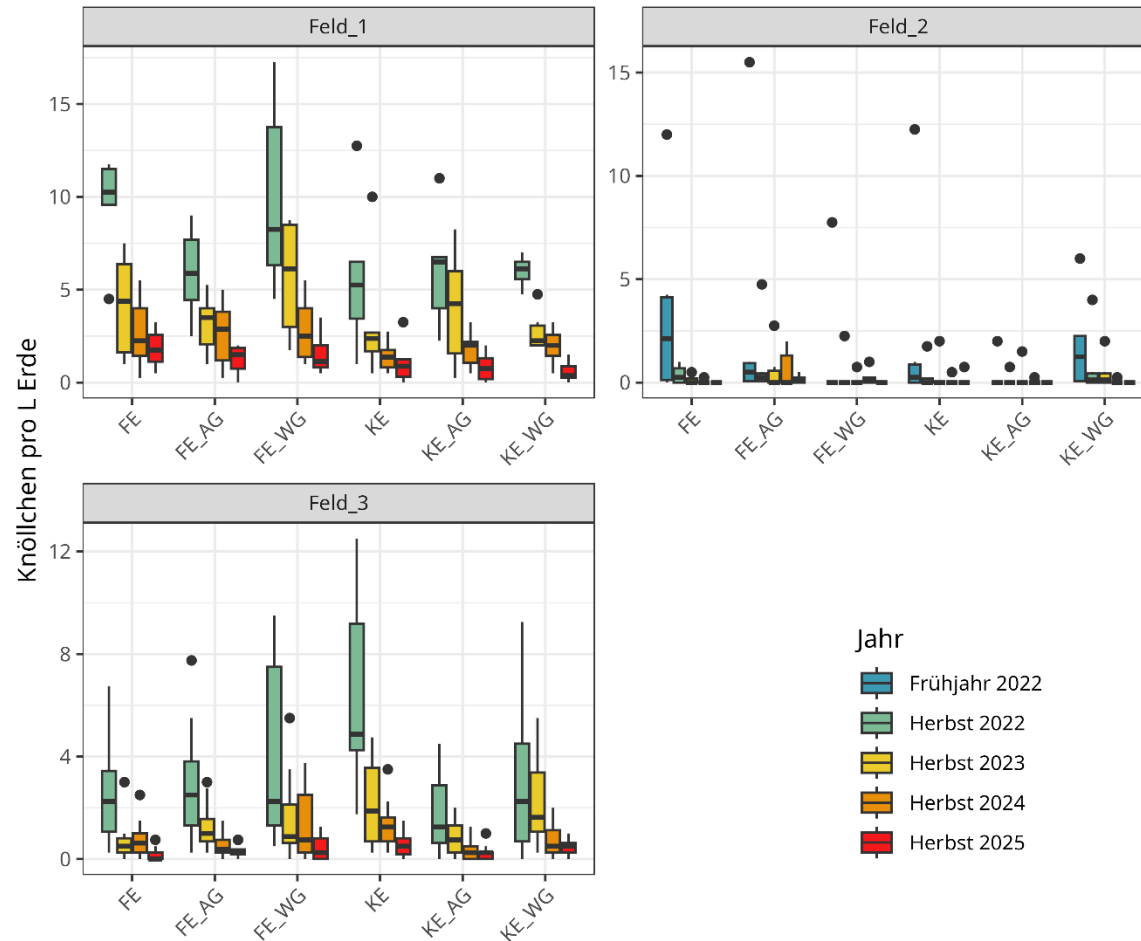 Feld_1
Feld_2
15
10
5
0
FE
FE_AG
FE_WG
KE
KE_AG
KE_WG
15
10
5
0
FE
FE_AG
FE_WG
KE
KE_AG
KE_WG
Knöllchen pro L Erde
Feld_3
12
8
4
0
FE
FE_AG
FE_WG
KE
KE_AG
KE_WG
Jahr
Frühjahr 2022
Herbst 2022
Herbst 2023
Herbst 2024
Herbst 2025